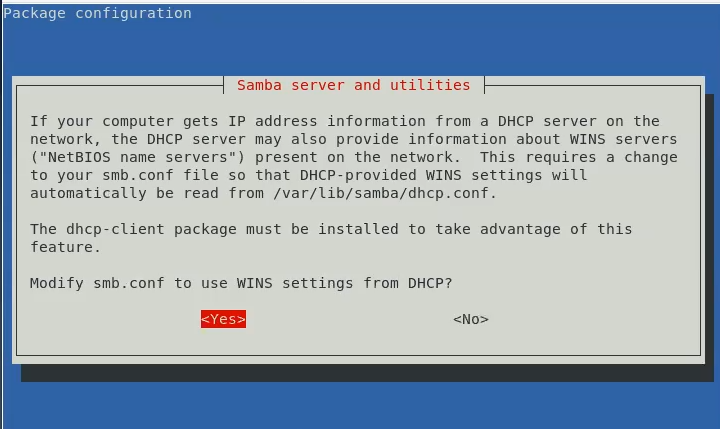 Package configuration
Samba server and utilities
If your computer gets IP address information from a DHCP server on the
network, the DHCP server may also provide information about WINS servers
("NetBIOS name servers") present on the network.  This requires a change
to your smb.conf file so that DHCP-provided WINS settings will
automatically be read from /var/lib/samba/dhcp.conf.
The dhcp-client package must be installed to take advantage of this
feature.
Modify smb.conf to use WINS settings from DHCP?
<Yes> <No>